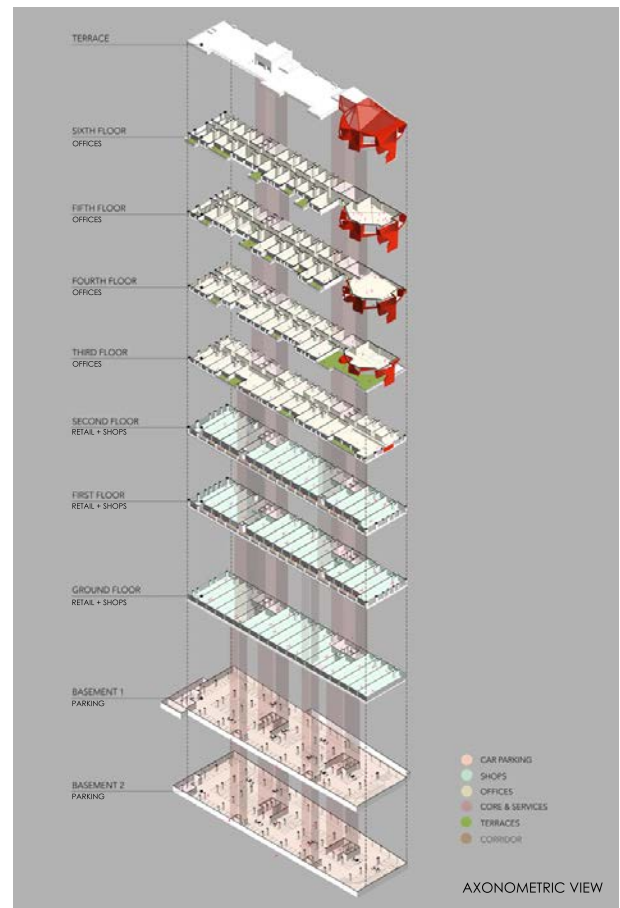 TERRACE
SIXTH FLOOR
OFFICES
FIFTH FLOOR
OFFICES
FOURTH FLOOR
OFFICES
THIRD FLOOR
OFFICES
SECOND FLOOR
RETAIL + SHOPS
FIRST FLOOR
RETAIL + SHOPS
GROUND FLOOR
RETAIL + SHOPS
BASEMENT 1
PARKING
BASEMENT 2
PARKING
CAR PARKING
SHOPS
OFFICES
CORE & SERVICES
TERRACES
CORRIDOR
AXONOMETRIC VIEW